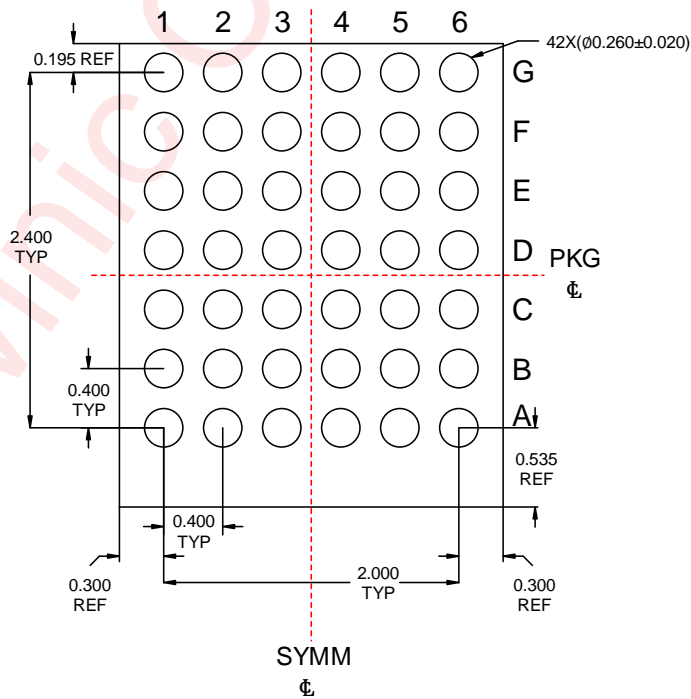 1 2 3 4 5 6
42X(φ0.260±0.020)
0.195 REF
G
F
E
2.400
TYP
D
PKG
℄
C
B
0.400
TYP
A
0.535
REF
0.400
TYP
0.300
REF
2.000
TYP
0.300
REF
SYMM
℄